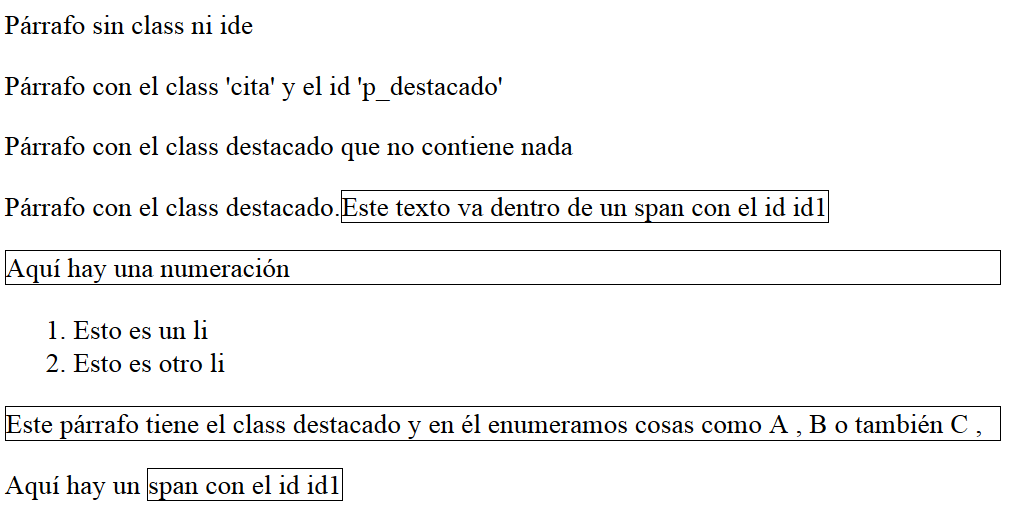 Párrafo sin class ni ide
Párrafo con el class 'cita' y el id 'p_destacado'
Párrafo con el class destacado que no contiene nada
Párrafo con el class destacado.Este texto va dentro de un span con el id id1
Aquí hay una numeración
1. Esto es un li
2. Esto es otro li
Este párrafo tiene el class destacado y en él enumeramos cosas como A , B o también C ,
Aquí hay un span con el id id1